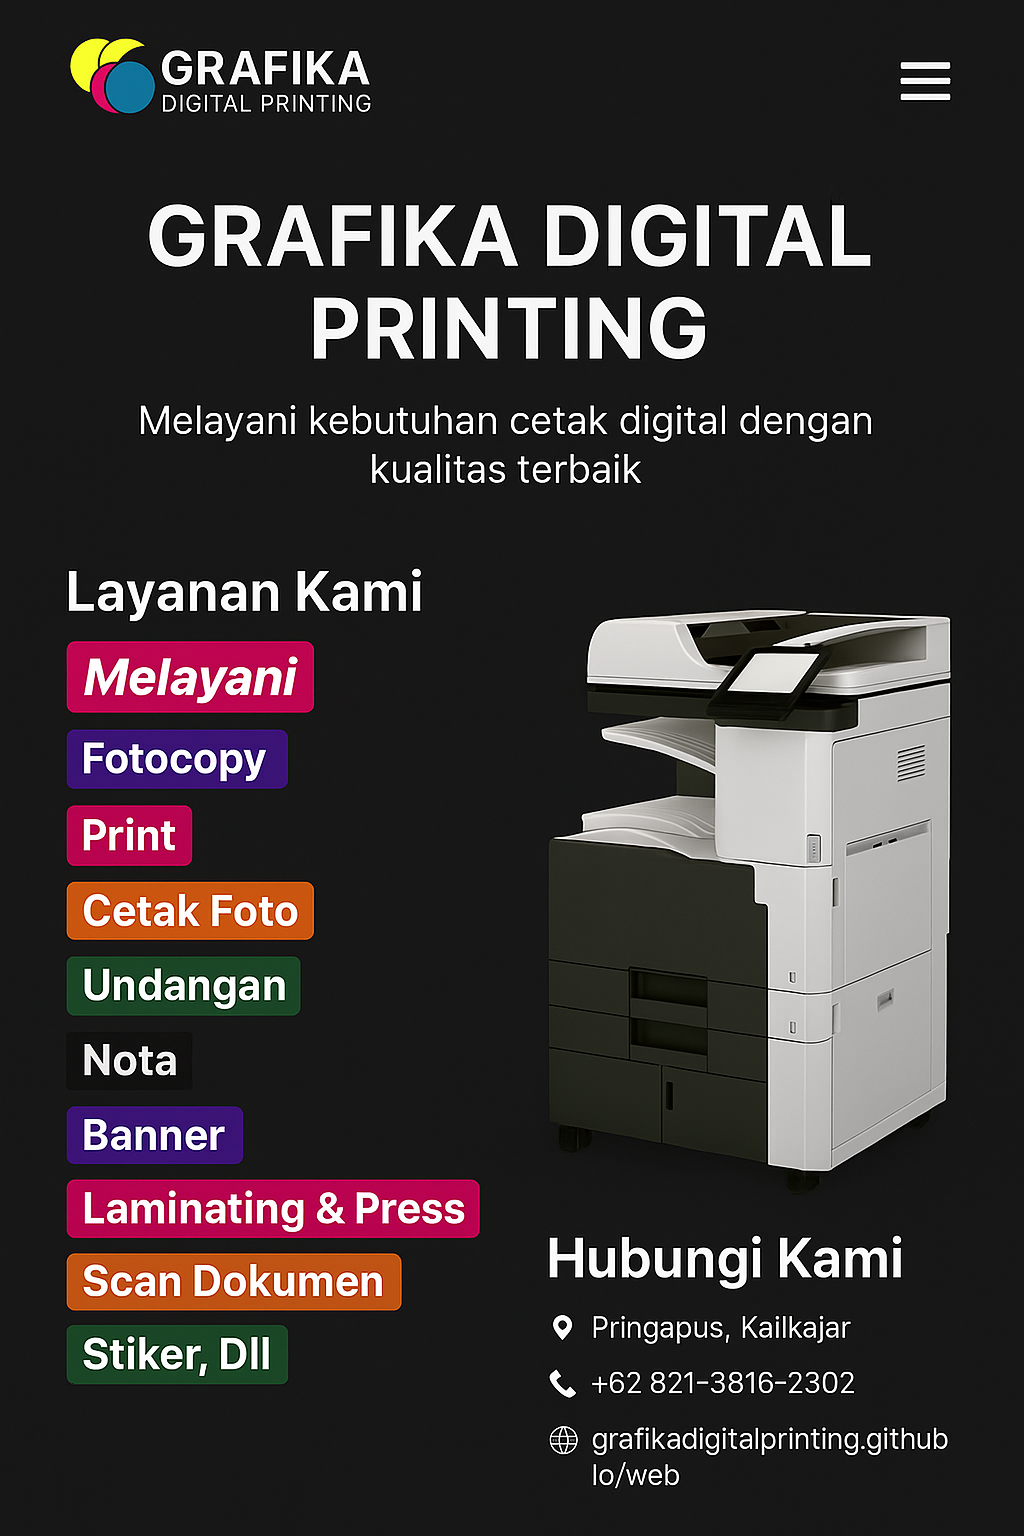 GRAFIKA
DIGITAL PRINTING
GRAFIKA DIGITAL
PRINTING
Melayani kebutuhan cetak digital dengan
kualitas terbaik
Layanan Kami
Melayani
Fotocopy
Print
Cetak Foto
Undangan
Nota
Banner
Laminating & Press
Scan Dokumen
Stiker, Dll
Hubungi Kami
Pringapus, Kailkajar
+62 821-3816-2302
grafikadigitalprinting.github
lo/web